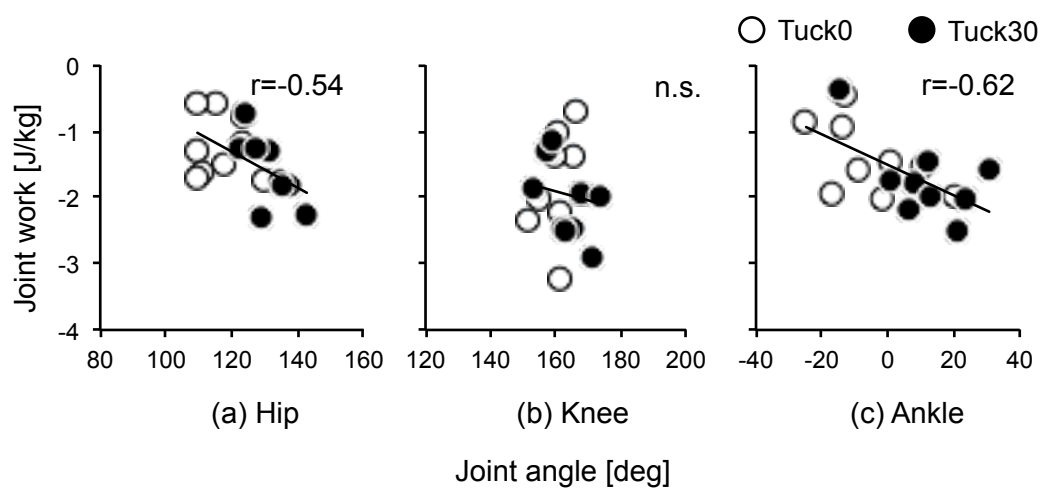 Tuck0 Tuck30
r=-0.54 n.s. r=-0.62
Joint work [J/kg]
0
-1
-2
-3
-4
80 100 120 140 160 120 140 160 180 200 -40 -20 0 20 40
(a) Hip (b) Knee (c) Ankle
Joint angle [deg]